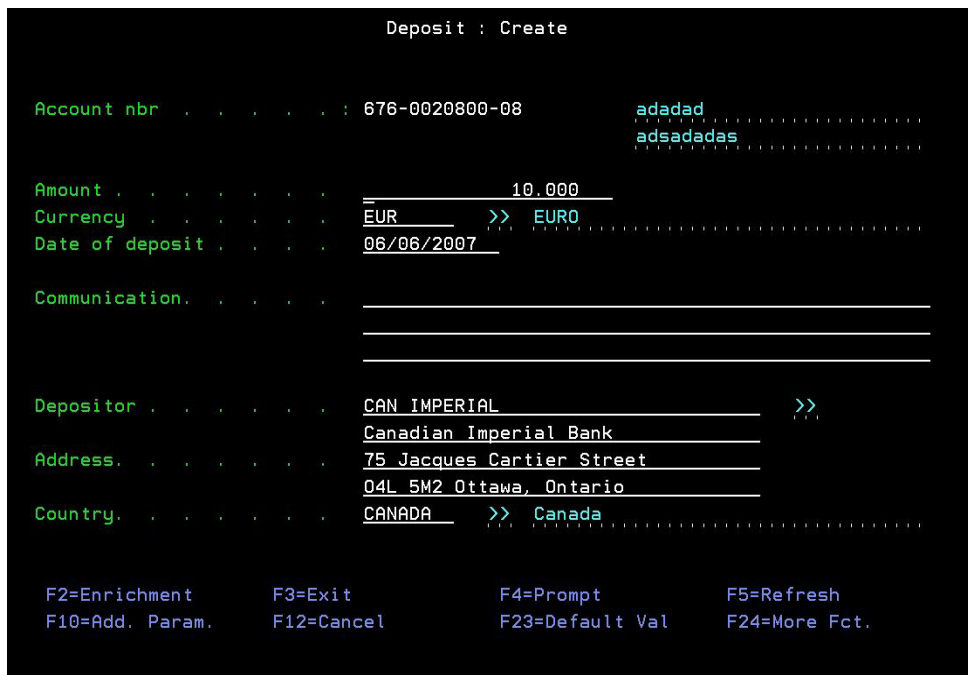 Deposit : Create
Account nbr . . . . . : 676-0020800-08 adadad
adsadadas
Amount . . . . . . . 10.000
Currency . . . . . . EUR >> EURO
Date of deposit . . . . 06/06/2007
Communication. . . . .
Depositor . . . . . . CAN IMPERIAL >>
Canadian Imperial Bank
Address. . . . . . . 75 Jacques Cartier Street
O4L 5M2 Ottawa, Ontario
Country. . . . . . . CANADA >> Canada
F2=Enrichment F3=Exit F4=Prompt F5=Refresh
F10=Add. Param. F12=Cancel F23=Default Val F24=More Fct.